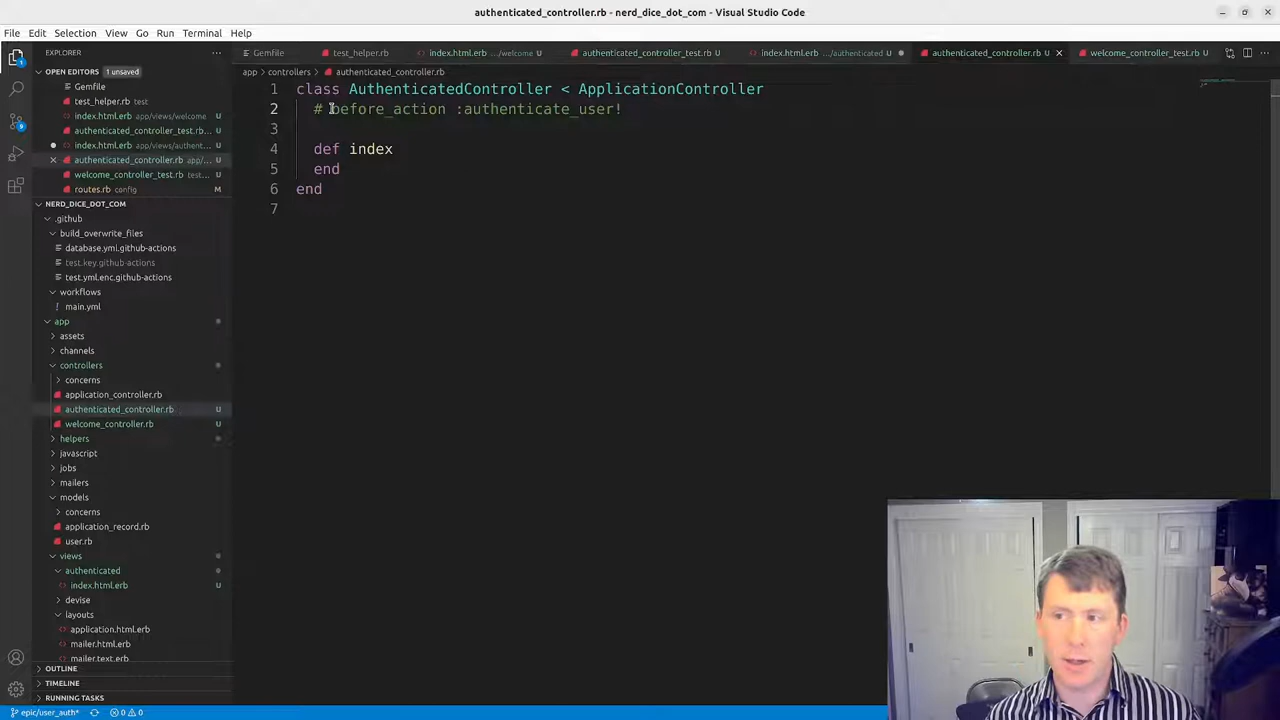 authenticated_controller.rb - nerd_dice_dot_com - Visual Studio Code
File Edit Selection View Go Run Terminal Help
EXPLORER
OPEN EDITORS 1 unsaved
Gemfile
test_helper.rb test
index.html.erb app/views/welcome
authenticated_controller_test.rb...
index.html.erb app/views/authent...
authenticated_controller.rb app/...
welcome_controller_test.rb test...
routes.rb config M
NERD_DICE_DOT_COM
.github
build_overwrite_files
database.yml.github-actions
test.key.github-actions
test.yml.enc.github-actions
workflows
main.yml
app
assets
channels
controllers
concerns
application_controller.rb
authenticated_controller.rb U
welcome_controller.rb U
helpers
javascript
jobs
mailers
models
concerns
application_record.rb
user.rb
views
authenticated
index.html.erb U
devise
layouts
application.html.erb
mailer.html.erb
mailer.text.erb
OUTLINE
TIMELINE
RUNNING TASKS
epic/user_auth* 0 0
Gemfile test_helper.rb index.html.erb .../welcome authenticated_controller_test.rb U index.html.erb .../authenticated authenticated_controller.rb U welcome_controller_test.rb U
app > controllers > authenticated_controller.rb
1 class AuthenticatedController < ApplicationController
2 # before_action :authenticate_user!
3
4 def index
5 end
6 end
7